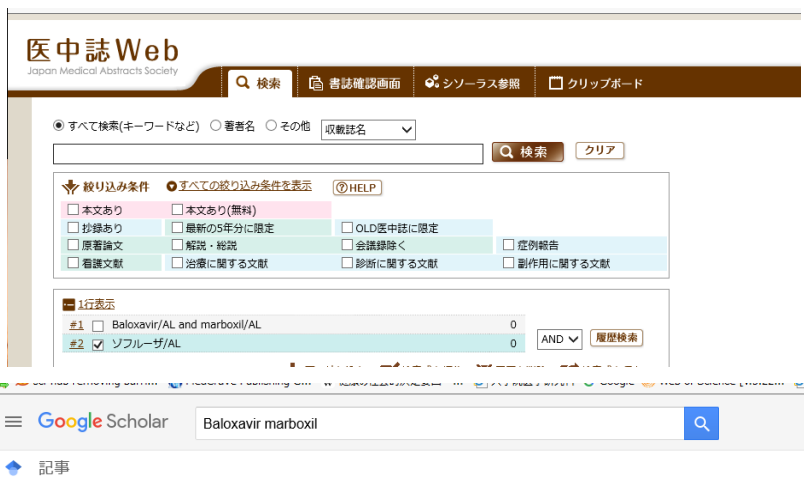 医中誌Web
Japan Medical Abstracts Society
検索 書誌確認画面 シソーラス参照 クリップボード
すべて検索(キーワードなど) 著者名 その他 収載誌名
検索 クリア
絞り込み条件 すべての絞り込み条件を表示 HELP
本文あり 本文あり(無料)
抄録あり 最新の5年分に限定 OLD医中誌に限定
原著論文 解説・総説 会議録除く 症例報告
看護文献 治療に関する文献 診断に関する文献 副作用に関する文献
1行表示
#1 Baloxavir/AL and marboxil/AL 0
#2 ゾフルーザ/AL 0
AND 履歴検索
Google Scholar Baloxavir marboxil
記事